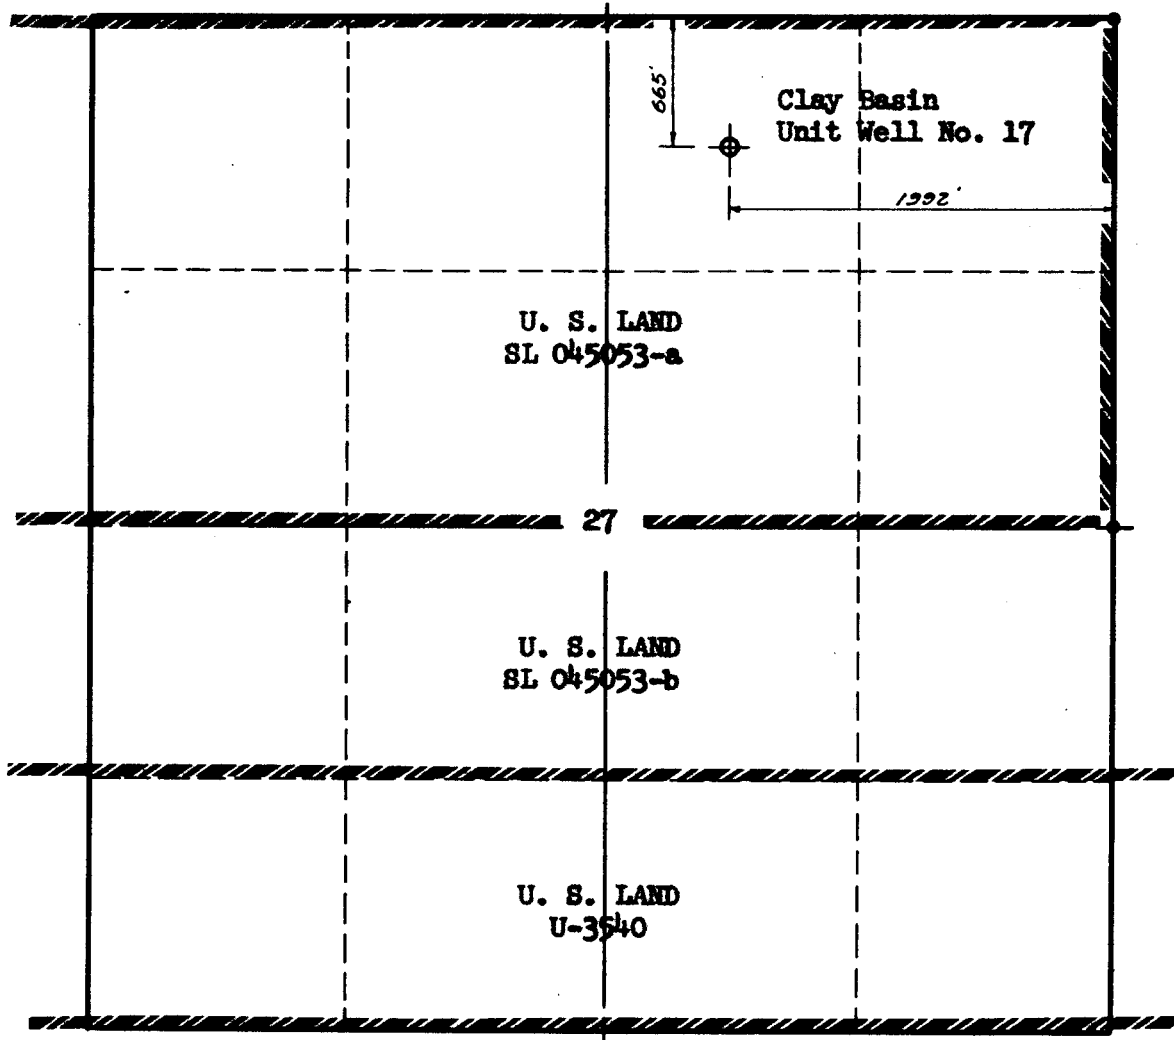 665'
Clay Basin
Unit Well No. 17
1992'
U. S. LAND
SL 045053-a
27
U. S. LAND
SL 045053-b
U. S. LAND
U-3540